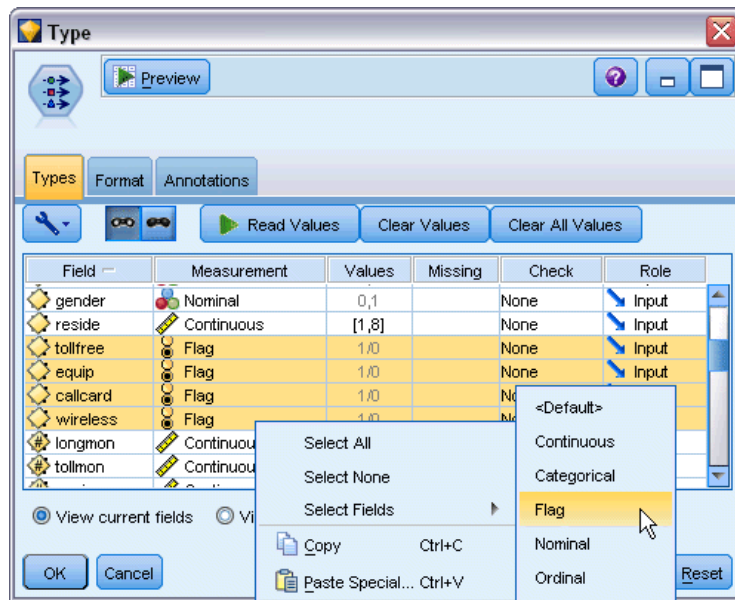 Type
Preview
Types Format Annotations
Read Values Clear Values Clear All Values
Field Measurement Values Missing Check Role
gender Nominal 0,1 None Input
reside Continuous [1,8] None Input
tollfree Flag 1/0 None Input
equip Flag 1/0 None Input
callcard Flag 1/0
wireless Flag 1/0
longmon
tollmon
<Default>
Continuous
Categorical
Flag
Nominal
Ordinal
Select All
Select None
Select Fields
Copy Ctrl+C
Paste Special... Ctrl+V
View current fields
OK Cancel Reset